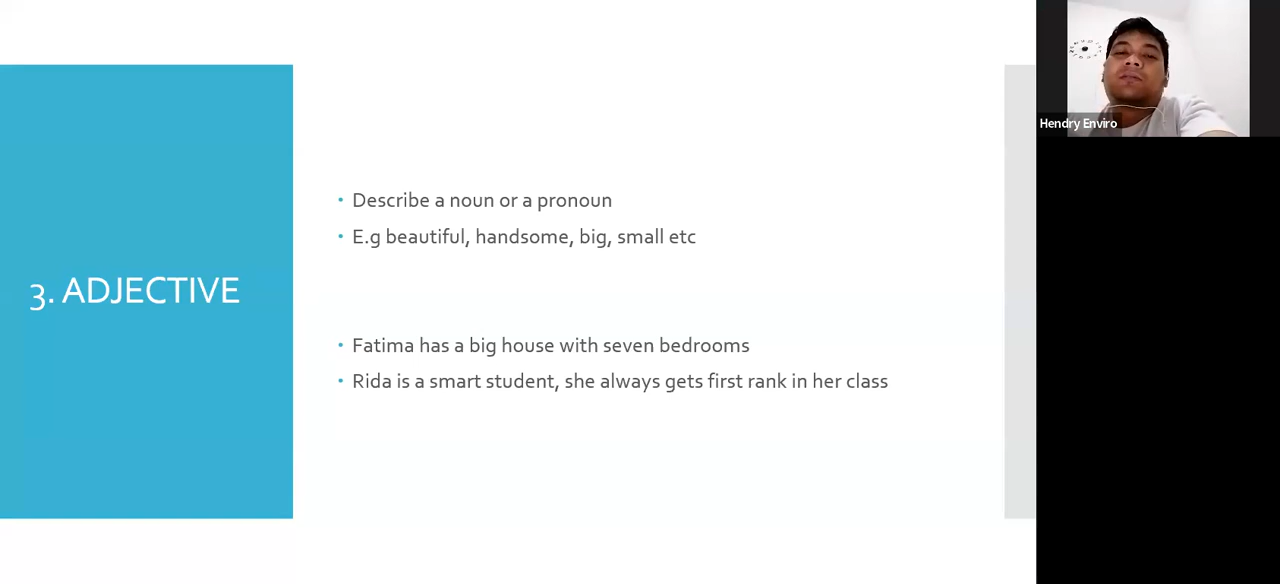 3. ADJECTIVE
Describe a noun or a pronoun
E.g beautiful, handsome, big, small etc
Fatima has a big house with seven bedrooms
Rida is a smart student, she always gets first rank in her class
Hendry Enviro